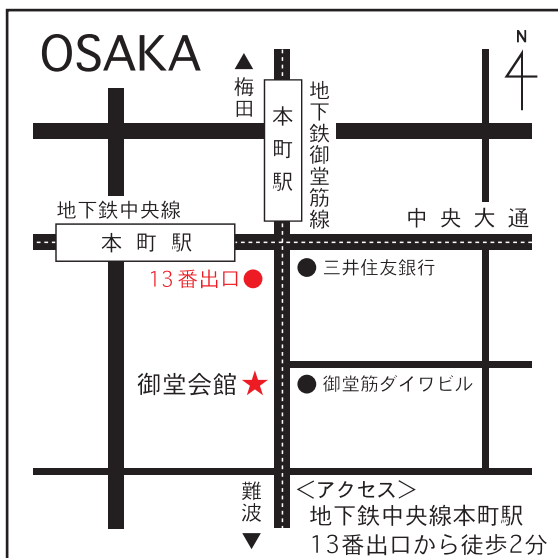 OSAKA
N
梅田
地下鉄御堂筋線
本町駅
地下鉄中央線
本町駅
中央大通
13番出口
三井住友銀行
御堂会館
御堂筋ダイワビル
難波
＜アクセス＞
地下鉄中央線本町駅
13番出口から徒歩2分